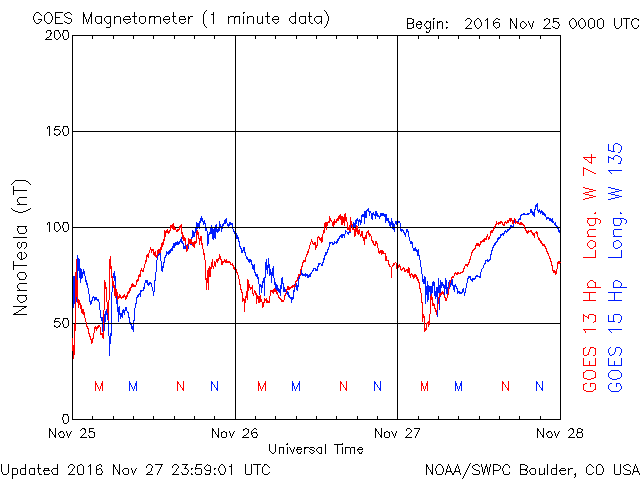 GOES Magnetometer (1 minute data)
Begin: 2016 Nov 25 0000 UTC
200
150
100
50
0
NanoTesla (nT)
M M N N M M N N M M N N
Nov 25 Nov 26 Nov 27 Nov 28
Universal Time
GOES 13 Hp Long. W 74
GOES 15 Hp Long. W 135
Updated 2016 Nov 27 23:59:01 UTC
NOAA/SWPC Boulder, CO USA